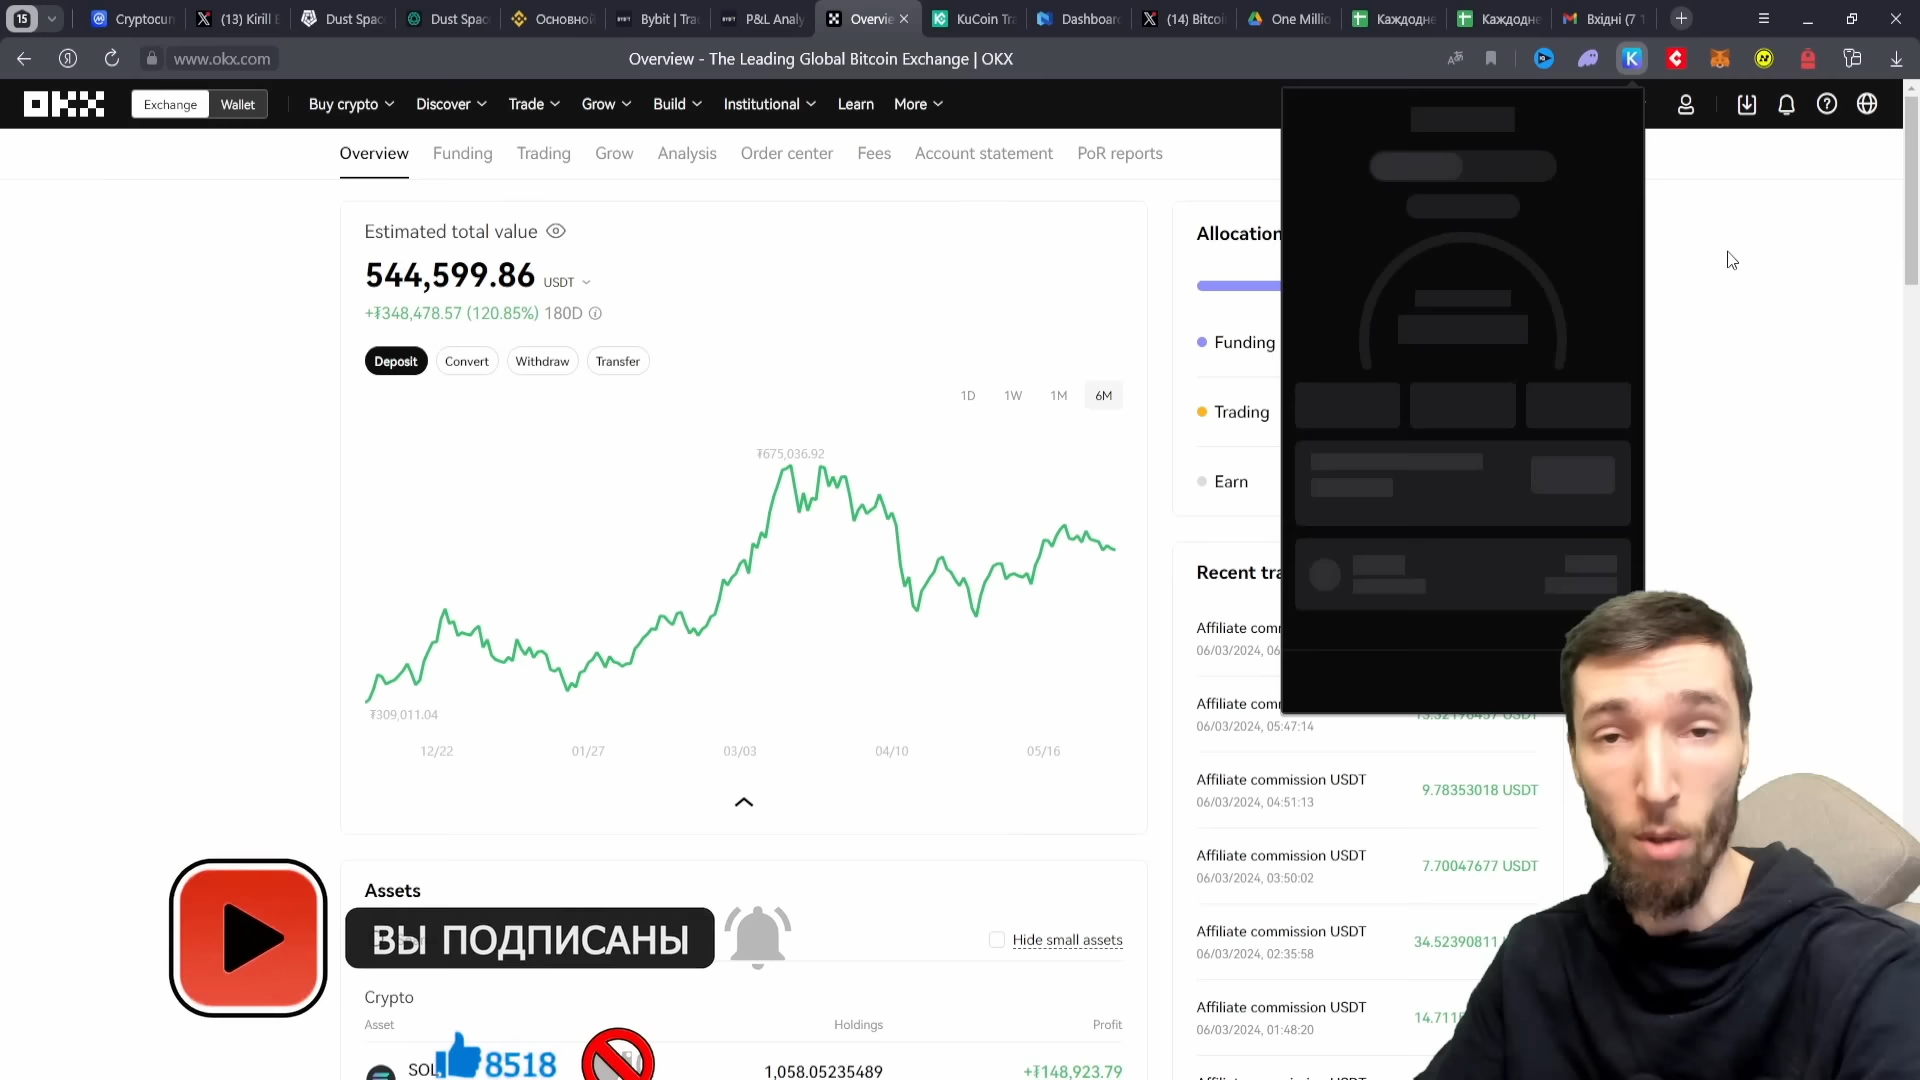 15
Cryptocur
(13) Kirill E
Dust Spac
Dust Spac
Основной
Bybit | Tra
P&L Analy
Overvie
KuCoin Tr
Dashboar
(14) Bitcoi
One Millio
Каждодне
Каждодне
Вхідні (7
www.okx.com
Overview - The Leading Global Bitcoin Exchange | OKX
OKX
Exchange
Wallet
Buy crypto
Discover
Trade
Grow
Build
Institutional
Learn
More
Overview
Funding
Trading
Grow
Analysis
Order center
Fees
Account statement
PoR reports
Estimated total value
544,599.86 USDT
+₮348,478.57 (120.85%) 180D
Deposit
Convert
Withdraw
Transfer
1D
1W
1M
6M
₮675,036.92
₮309,011.04
12/22
01/27
03/03
04/10
05/16
Allocation
Funding
Trading
Earn
Recent tra
Affiliate com
06/03/2024, 06
Affiliate com
06/03/2024, 05:47:14
Affiliate commission USDT
9.78353018 USDT
06/03/2024, 04:51:13
Affiliate commission USDT
7.70047677 USDT
06/03/2024, 03:50:02
Affiliate commission USDT
34.52390811
06/03/2024, 02:35:58
Affiliate commission USDT
14.711
06/03/2024, 01:48:20
Assets
ВЫ ПОДПИСАНЫ
Hide small assets
Crypto
Asset
Holdings
Profit
SOL
8518
1,058.05235489
+₮148,923.79